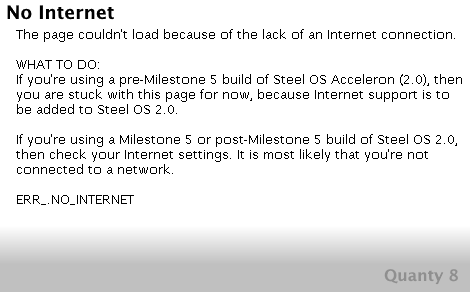 No Internet
The page couldn't load because of the lack of an Internet connection.
WHAT TO DO:
If you're using a pre-Milestone 5 build of Steel OS Acceleron (2.0), then
you are stuck with this page for now, because Internet support is to
be added to Steel OS 2.0.
If you're using a Milestone 5 or post-Milestone 5 build of Steel OS 2.0,
then check your Internet settings. It is most likely that you're not
connected to a network.
ERR_.NO_INTERNET
Quanty 8